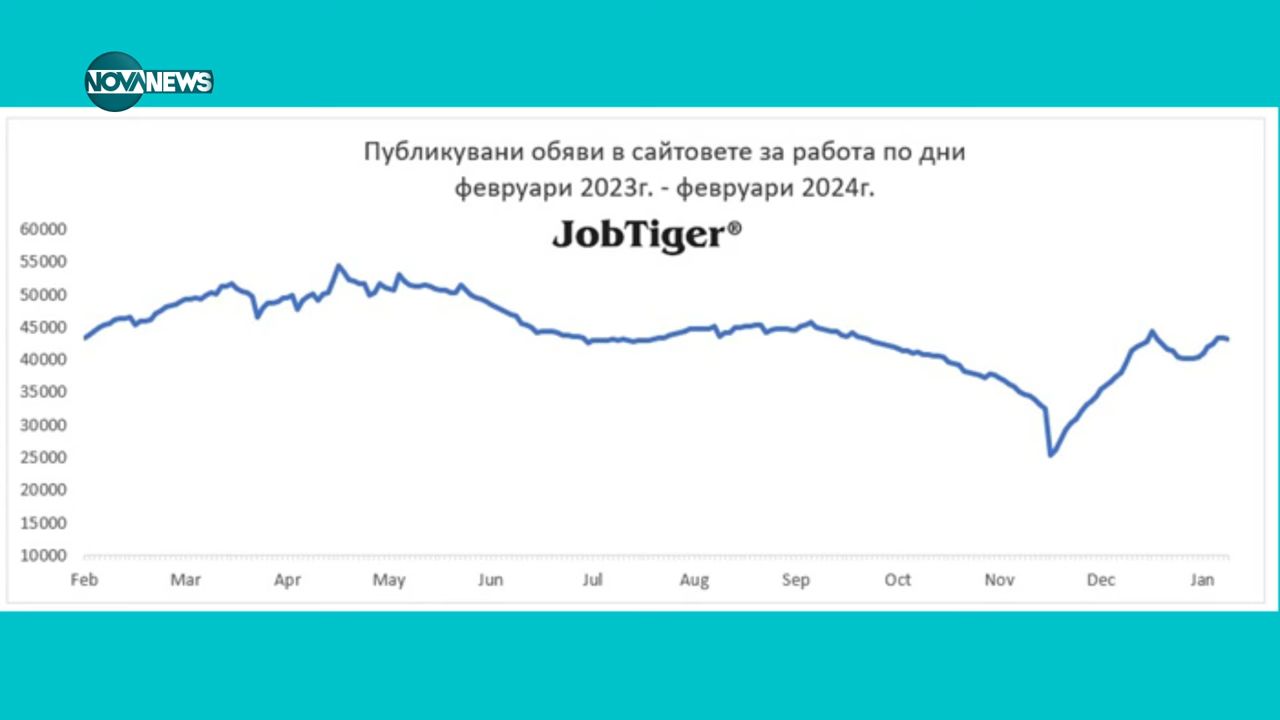 NOVANEWS
Публикувани обяви в сайтовете за работа по дни
февруари 2023г. - февруари 2024г.
JobTiger®
60000
55000
50000
45000
40000
35000
30000
25000
20000
15000
10000
Feb Mar Apr May Jun Jul Aug Sep Oct Nov Dec Jan